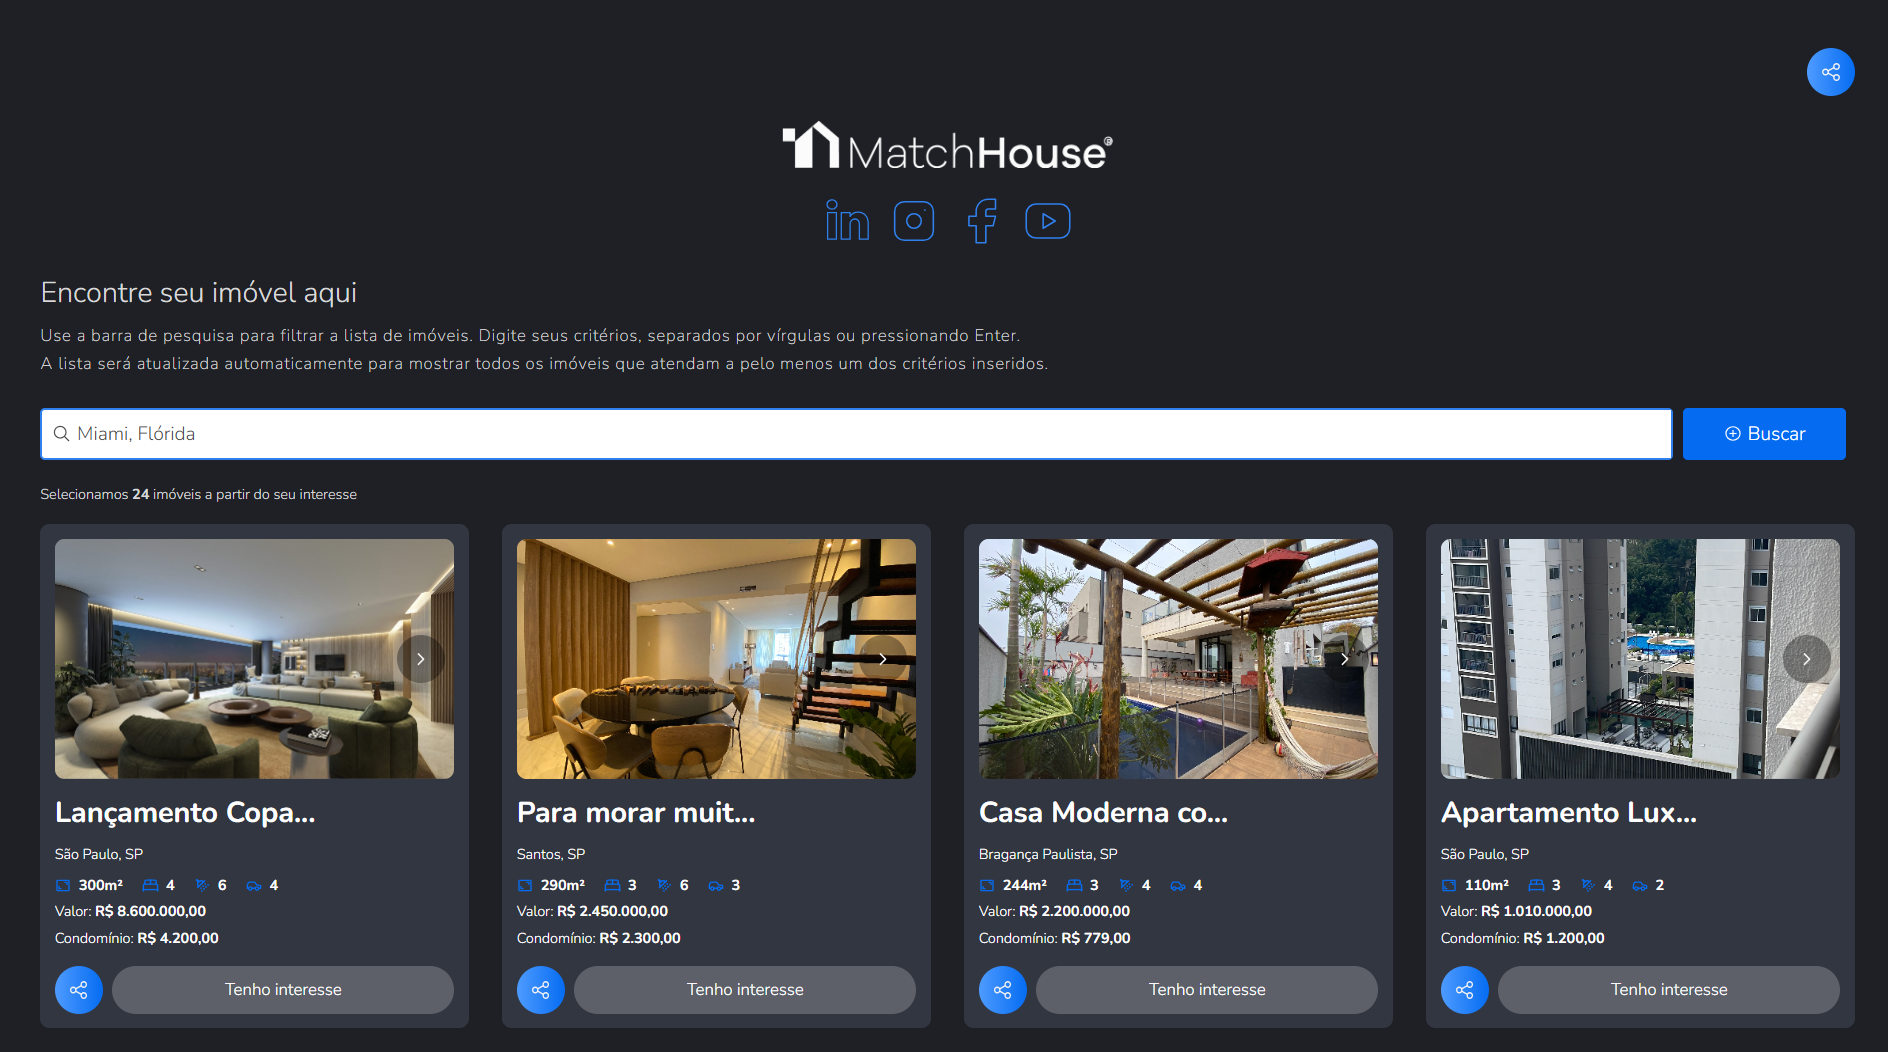 MatchHouse®
Encontre seu imóvel aqui
Use a barra de pesquisa para filtrar a lista de imóveis. Digite seus critérios, separados por vírgulas ou pressionando Enter.
A lista será atualizada automaticamente para mostrar todos os imóveis que atendam a pelo menos um dos critérios inseridos.
Miami, Flórida
Buscar
Selecionamos 24 imóveis a partir do seu interesse
Lançamento Copa...
São Paulo, SP
300m² 4 6 4
Valor: R$ 8.600.000,00
Condomínio: R$ 4.200,00
Tenho interesse
Para morar muit...
Santos, SP
290m² 3 6 3
Valor: R$ 2.450.000,00
Condomínio: R$ 2.300,00
Tenho interesse
Casa Moderna co...
Bragança Paulista, SP
244m² 3 4 4
Valor: R$ 2.200.000,00
Condomínio: R$ 779,00
Tenho interesse
Apartamento Lux...
São Paulo, SP
110m² 3 4 2
Valor: R$ 1.010.000,00
Condomínio: R$ 1.200,00
Tenho interesse